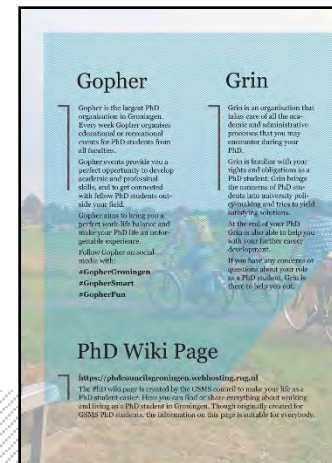 Gopher
Gopher is the largest PhD
organisation in Groningen.
Every week Gopher organises
educational or recreational
events for PhD students from
all faculties.
Gopher events provide you a
perfect opportunity to develop
academic and professional
skills, and to get connected
with fellow PhD students out-
side your field.
Gopher aims to bring you a
perfect work-life balance and
make your PhD life an unfor-
gettable experience.
Follow Gopher on social
media with:
#GopherGroningen
#GopherSmart
#GopherFun
Grin
Grin is an organisation that
takes care of all the aca-
demic and administrative
processes that you may
encounter during your
PhD.
Grin is familiar with your
rights and obligations as a
PhD student. Grin brings
the concerns of PhD stu-
dents into university poli-
cy-making and tries to yield
satisfying solutions.
At the end of your PhD
Grin is also able to help you
with your further career
development.
If you have any concerns or
questions about your role
as a PhD student, Grin is
there to help you out.
PhD Wiki Page
https://phdcouncilsgroningen.webhosting.rug.nl
The PhD wiki page is created by the GSMS council to make your life as a
PhD student easier. Here you can find or share everything about working
and living as a PhD student in Groningen. Though originally created for
GSMS PhD students, the information on this page is suitable for everybody.